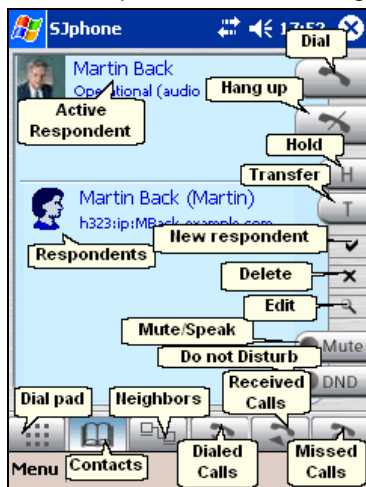 SJphone
17:53
Dial
Martin Back
Operational (audio
Hang up
Active
Respondent
Hold
H
Transfer
T
Martin Back (Martin)
h323:ip:MBack.example.com
New respondent
Respondents
Delete
Edit
Mute/Speak
Mute
Do not Disturb
DND
Received
Calls
Dial pad
Neighbors
Menu
Contacts
Dialed
Calls
Missed
Calls